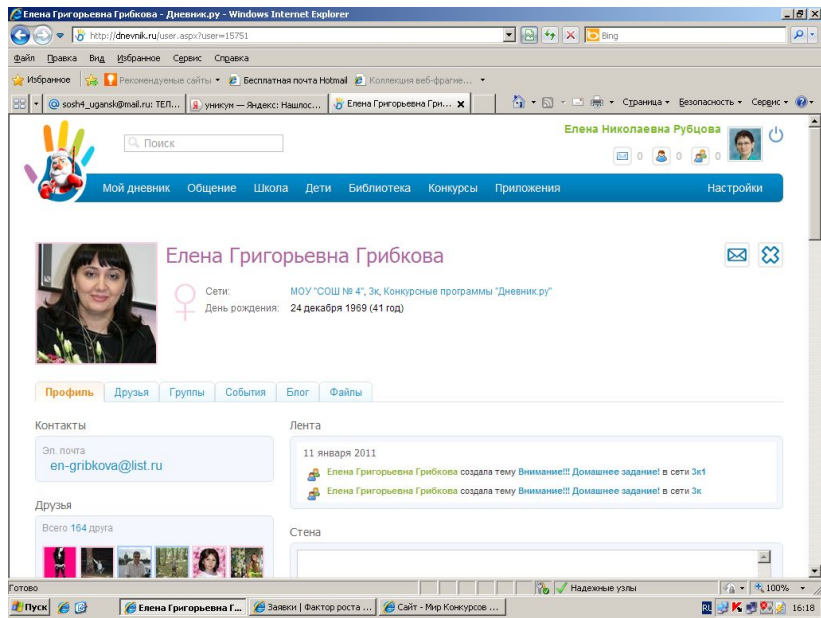 Елена Григорьевна Грибкова - Дневник.ру - Windows Internet Explorer
http://dnevnik.ru/user.aspx?user=15751
Bing
Файл Правка Вид Избранное Сервис Справка
Избранное Рекомендуемые сайты Бесплатная почта Hotmail Коллекция веб-фрагме...
sosh4_ugansk@mail.ru: ТЕЛ... уникум — Яндекс: Нашлос... Елена Григорьевна Гри... X Страница Безопасность Сервис
Елена Николаевна Рубцова
Поиск
0 0 0
Мой дневник Общение Школа Дети Библиотека Конкурсы Приложения Настройки
Елена Григорьевна Грибкова
Сети: МОУ "СОШ № 4", 3к, Конкурсные программы "Дневник.ру"
День рождения: 24 декабря 1969 (41 год)
Профиль Друзья Группы События Блог Файлы
Контакты
Эл. почта
en-gribkova@list.ru
Друзья
Всего 164 друга
Лента
11 января 2011
Елена Григорьевна Грибкова создала тему Внимание!!! Домашнее задание! в сети 3к1
Елена Григорьевна Грибкова создала тему Внимание!!! Домашнее задание! в сети 3к
Стена
Готово Надежные узлы 100%
Пуск Елена Григорьевна Г... Заявки | Фактор роста ... Сайт - Мир Конкурсов ... RU 16:18